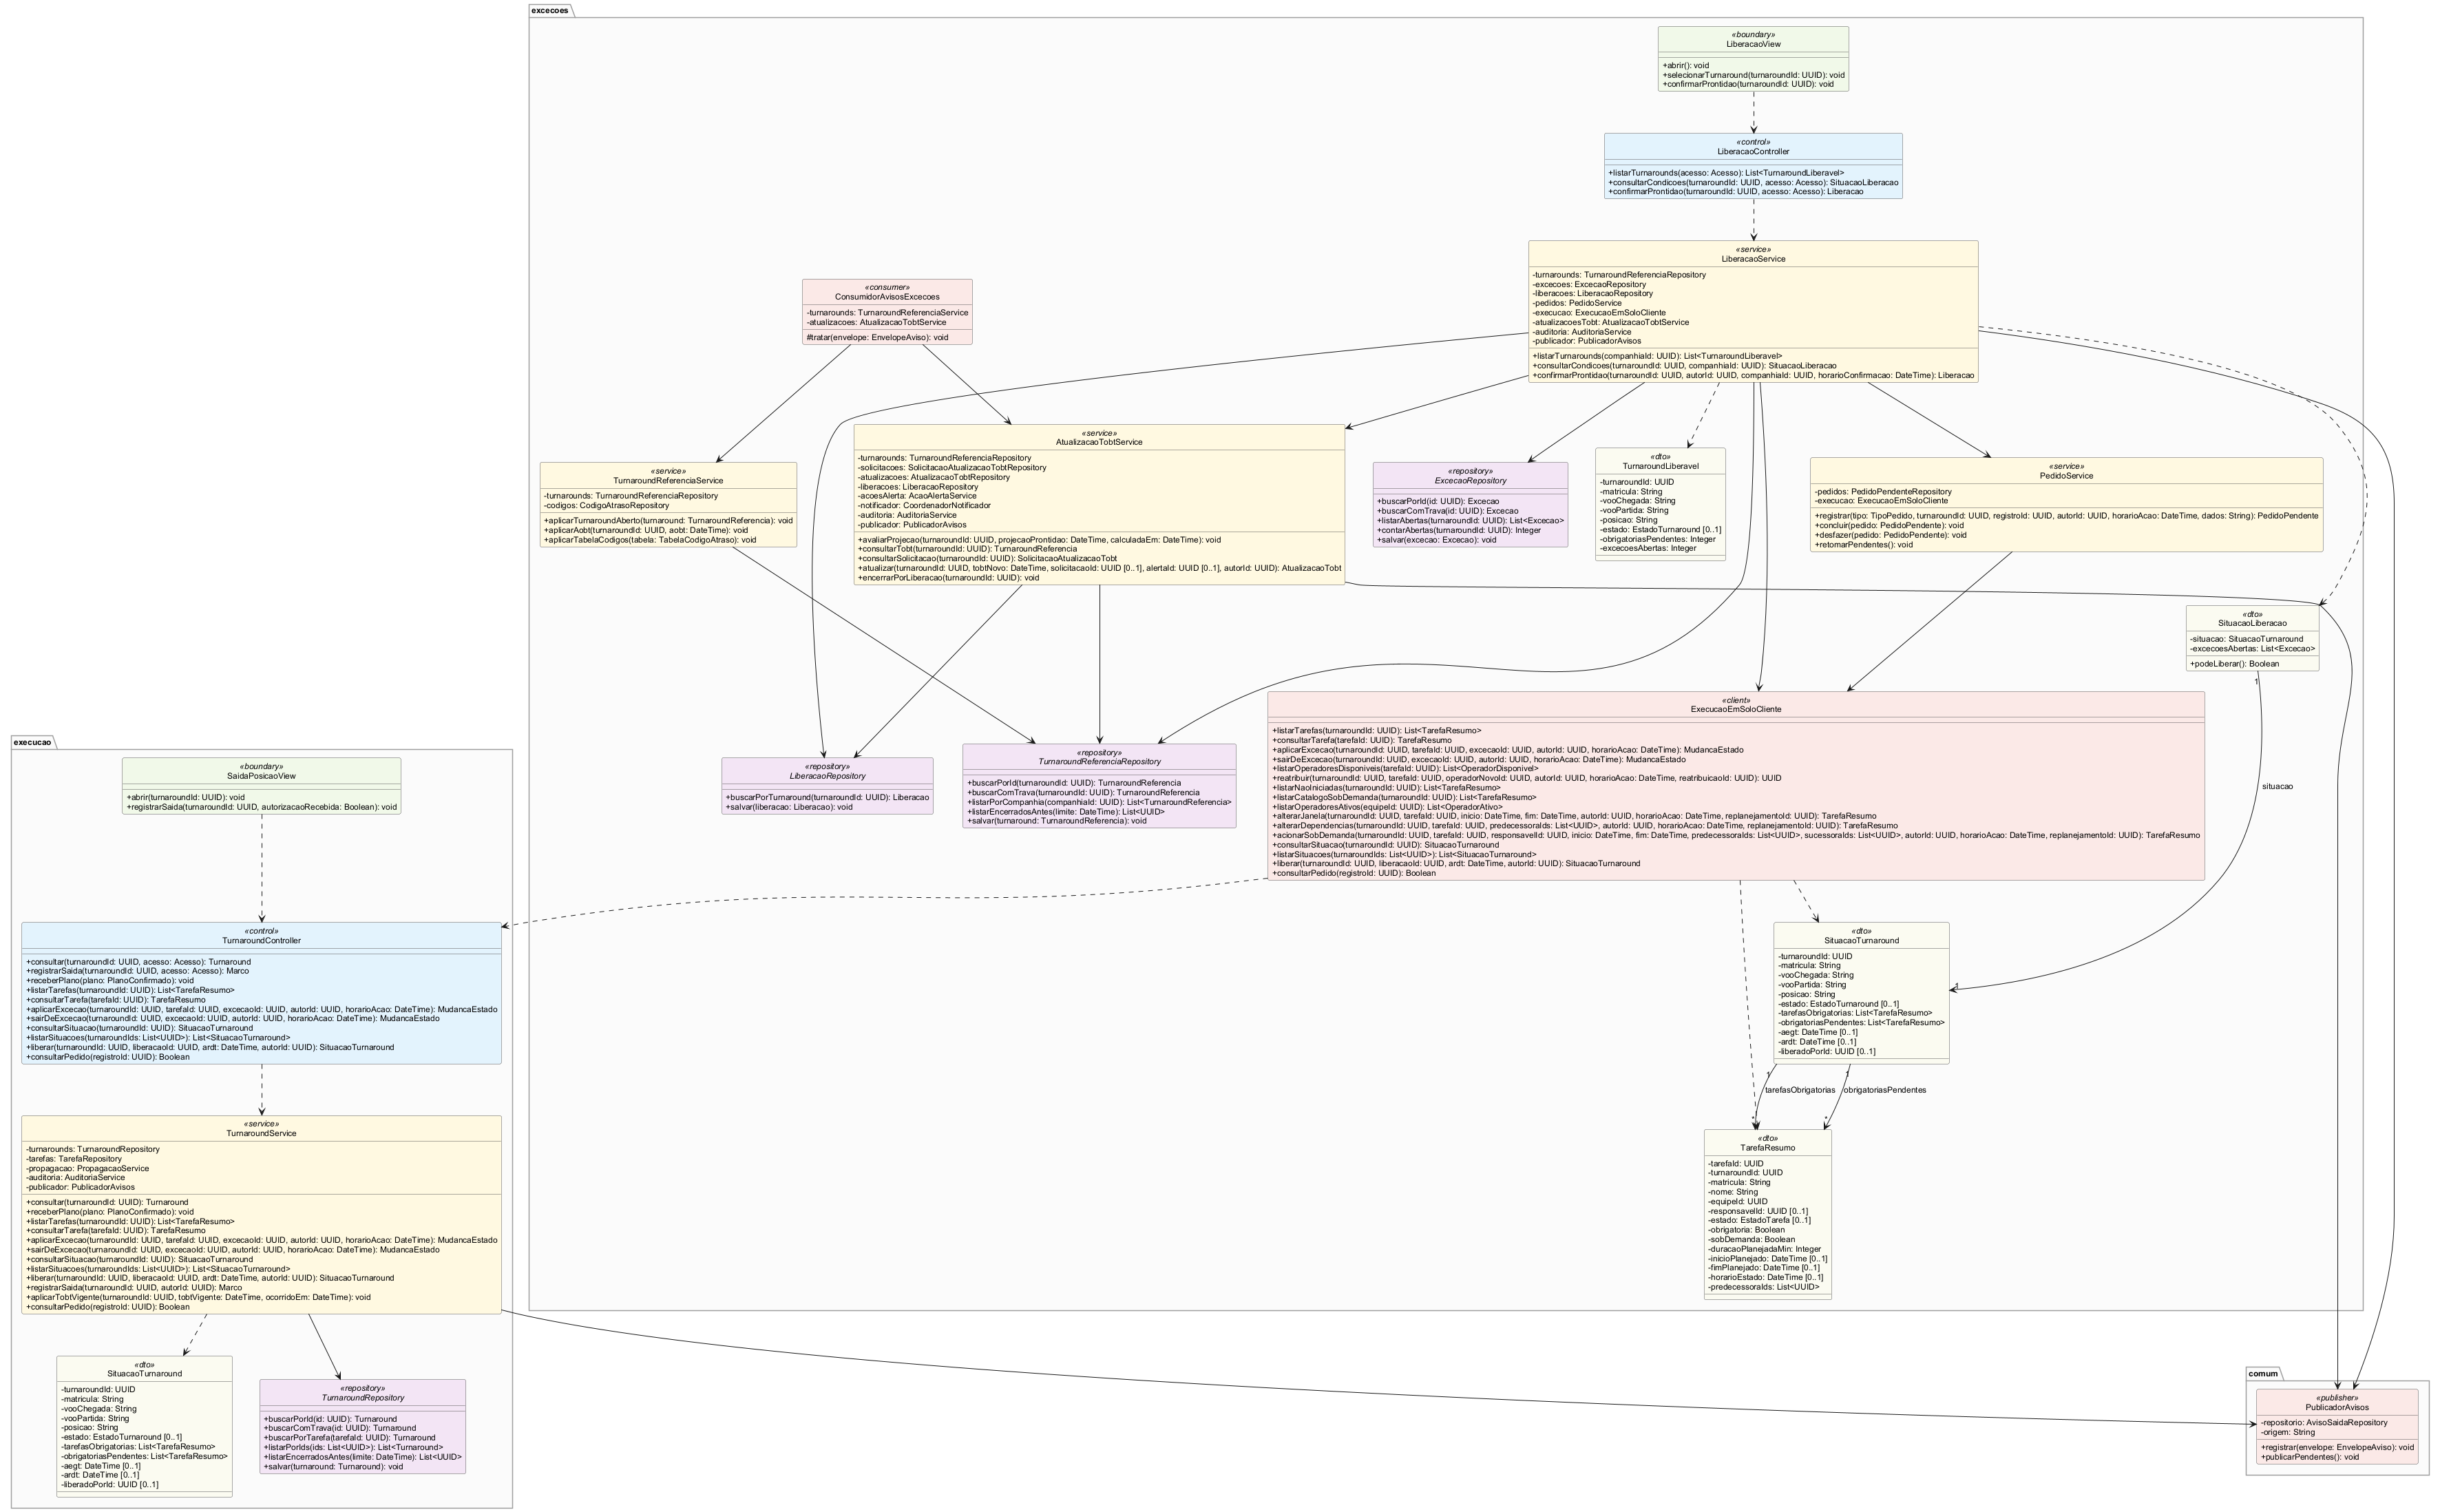 excecoes
«boundary»
LiberacaoView
+abrir(): void
+selecionarTurnaround(turnaroundId: UUID): void
+confirmarProntidao(turnaroundId: UUID): void
«control»
LiberacaoController
+listarTurnarounds(acesso: Acesso): List<TurnaroundLiberavel>
+consultarCondicoes(turnaroundId: UUID, acesso: Acesso): SituacaoLiberacao
+confirmarProntidao(turnaroundId: UUID, acesso: Acesso): Liberacao
«service»
LiberacaoService
-turnarounds: TurnaroundReferenciaRepository
-excecoes: ExcecaoRepository
-liberacoes: LiberacaoRepository
-pedidos: PedidoService
-execucao: ExecucaoEmSoloCliente
-atualizacoesTobt: AtualizacaoTobtService
-auditoria: AuditoriaService
-publicador: PublicadorAvisos
+listarTurnarounds(companhiaId: UUID): List<TurnaroundLiberavel>
+consultarCondicoes(turnaroundId: UUID, companhiaId: UUID): SituacaoLiberacao
+confirmarProntidao(turnaroundId: UUID, autorId: UUID, companhiaId: UUID, horarioConfirmacao: DateTime): Liberacao
«consumer»
ConsumidorAvisosExcecoes
-turnarounds: TurnaroundReferenciaService
-atualizacoes: AtualizacaoTobtService
#tratar(envelope: EnvelopeAviso): void
«service»
TurnaroundReferenciaService
-turnarounds: TurnaroundReferenciaRepository
-codigos: CodigoAtrasoRepository
+aplicarTurnaroundAberto(turnaround: TurnaroundReferencia): void
+aplicarAobt(turnaroundId: UUID, aobt: DateTime): void
+aplicarTabelaCodigos(tabela: TabelaCodigoAtraso): void
«service»
AtualizacaoTobtService
-turnarounds: TurnaroundReferenciaRepository
-solicitacoes: SolicitacaoAtualizacaoTobtRepository
-atualizacoes: AtualizacaoTobtRepository
-liberacoes: LiberacaoRepository
-acoesAlerta: AcaoAlertaService
-notificador: CoordenadorNotificador
-auditoria: AuditoriaService
-publicador: PublicadorAvisos
+avaliarProjecao(turnaroundId: UUID, projecaoProntidao: DateTime, calculadaEm: DateTime): void
+consultarTobt(turnaroundId: UUID): TurnaroundReferencia
+consultarSolicitacao(turnaroundId: UUID): SolicitacaoAtualizacaoTobt
+atualizar(turnaroundId: UUID, tobtNovo: DateTime, solicitacaoId: UUID [0..1], alertaId: UUID [0..1], autorId: UUID): AtualizacaoTobt
+encerrarPorLiberacao(turnaroundId: UUID): void
«repository»
ExcecaoRepository
+buscarPorId(id: UUID): Excecao
+buscarComTrava(id: UUID): Excecao
+listarAbertas(turnaroundId: UUID): List<Excecao>
+contarAbertas(turnaroundId: UUID): Integer
+salvar(excecao: Excecao): void
«dto»
TurnaroundLiberavel
-turnaroundId: UUID
-matricula: String
-vooChegada: String
-vooPartida: String
-posicao: String
-estado: EstadoTurnaround [0..1]
-obrigatoriasPendentes: Integer
-excecoesAbertas: Integer
«service»
PedidoService
-pedidos: PedidoPendenteRepository
-execucao: ExecucaoEmSoloCliente
+registrar(tipo: TipoPedido, turnaroundId: UUID, registroId: UUID, autorId: UUID, horarioAcao: DateTime, dados: String): PedidoPendente
+concluir(pedido: PedidoPendente): void
+desfazer(pedido: PedidoPendente): void
+retomarPendentes(): void
«dto»
SituacaoLiberacao
-situacao: SituacaoTurnaround
-excecoesAbertas: List<Excecao>
+podeLiberar(): Boolean
1
situacao
1
«client»
ExecucaoEmSoloCliente
+listarTarefas(turnaroundId: UUID): List<TarefaResumo>
+consultarTarefa(tarefaId: UUID): TarefaResumo
+aplicarExcecao(turnaroundId: UUID, tarefaId: UUID, excecaoId: UUID, autorId: UUID, horarioAcao: DateTime): MudancaEstado
+sairDeExcecao(turnaroundId: UUID, excecaoId: UUID, autorId: UUID, horarioAcao: DateTime): MudancaEstado
+listarOperadoresDisponiveis(tarefaId: UUID): List<OperadorDisponivel>
+reatribuir(turnaroundId: UUID, tarefaId: UUID, operadorNovoId: UUID, autorId: UUID, horarioAcao: DateTime, reatribuicaoId: UUID): UUID
+listarNaoIniciadas(turnaroundId: UUID): List<TarefaResumo>
+listarCatalogoSobDemanda(turnaroundId: UUID): List<TarefaResumo>
+listarOperadoresAtivos(equipeId: UUID): List<OperadorAtivo>
+alterarJanela(turnaroundId: UUID, tarefaId: UUID, inicio: DateTime, fim: DateTime, autorId: UUID, horarioAcao: DateTime, replanejamentoId: UUID): TarefaResumo
+alterarDependencias(turnaroundId: UUID, tarefaId: UUID, predecessoraIds: List<UUID>, autorId: UUID, horarioAcao: DateTime, replanejamentoId: UUID): TarefaResumo
+acionarSobDemanda(turnaroundId: UUID, tarefaId: UUID, responsavelId: UUID, inicio: DateTime, fim: DateTime, predecessoraIds: List<UUID>, sucessoraIds: List<UUID>, autorId: UUID, horarioAcao: DateTime, replanejamentoId: UUID): TarefaResumo
+consultarSituacao(turnaroundId: UUID): SituacaoTurnaround
+listarSituacoes(turnaroundIds: List<UUID>): List<SituacaoTurnaround>
+liberar(turnaroundId: UUID, liberacaoId: UUID, ardt: DateTime, autorId: UUID): SituacaoTurnaround
+consultarPedido(registroId: UUID): Boolean
«repository»
LiberacaoRepository
+buscarPorTurnaround(turnaroundId: UUID): Liberacao
+salvar(liberacao: Liberacao): void
«repository»
TurnaroundReferenciaRepository
+buscarPorId(turnaroundId: UUID): TurnaroundReferencia
+buscarComTrava(turnaroundId: UUID): TurnaroundReferencia
+listarPorCompanhia(companhiaId: UUID): List<TurnaroundReferencia>
+listarEncerradosAntes(limite: DateTime): List<UUID>
+salvar(turnaround: TurnaroundReferencia): void
«dto»
SituacaoTurnaround
-turnaroundId: UUID
-matricula: String
-vooChegada: String
-vooPartida: String
-posicao: String
-estado: EstadoTurnaround [0..1]
-tarefasObrigatorias: List<TarefaResumo>
-obrigatoriasPendentes: List<TarefaResumo>
-aegt: DateTime [0..1]
-ardt: DateTime [0..1]
-liberadoPorId: UUID [0..1]
1
1
tarefasObrigatorias
obrigatoriasPendentes
*
*
«dto»
TarefaResumo
-tarefaId: UUID
-turnaroundId: UUID
-matricula: String
-nome: String
-equipeId: UUID
-responsavelId: UUID [0..1]
-estado: EstadoTarefa [0..1]
-obrigatoria: Boolean
-sobDemanda: Boolean
-duracaoPlanejadaMin: Integer
-inicioPlanejado: DateTime [0..1]
-fimPlanejado: DateTime [0..1]
-horarioEstado: DateTime [0..1]
-predecessoraIds: List<UUID>
execucao
«boundary»
SaidaPosicaoView
+abrir(turnaroundId: UUID): void
+registrarSaida(turnaroundId: UUID, autorizacaoRecebida: Boolean): void
«control»
TurnaroundController
+consultar(turnaroundId: UUID, acesso: Acesso): Turnaround
+registrarSaida(turnaroundId: UUID, acesso: Acesso): Marco
+receberPlano(plano: PlanoConfirmado): void
+listarTarefas(turnaroundId: UUID): List<TarefaResumo>
+consultarTarefa(tarefaId: UUID): TarefaResumo
+aplicarExcecao(turnaroundId: UUID, tarefaId: UUID, excecaoId: UUID, autorId: UUID, horarioAcao: DateTime): MudancaEstado
+sairDeExcecao(turnaroundId: UUID, excecaoId: UUID, autorId: UUID, horarioAcao: DateTime): MudancaEstado
+consultarSituacao(turnaroundId: UUID): SituacaoTurnaround
+listarSituacoes(turnaroundIds: List<UUID>): List<SituacaoTurnaround>
+liberar(turnaroundId: UUID, liberacaoId: UUID, ardt: DateTime, autorId: UUID): SituacaoTurnaround
+consultarPedido(registroId: UUID): Boolean
«service»
TurnaroundService
-turnarounds: TurnaroundRepository
-tarefas: TarefaRepository
-propagacao: PropagacaoService
-auditoria: AuditoriaService
-publicador: PublicadorAvisos
+consultar(turnaroundId: UUID): Turnaround
+receberPlano(plano: PlanoConfirmado): void
+listarTarefas(turnaroundId: UUID): List<TarefaResumo>
+consultarTarefa(tarefaId: UUID): TarefaResumo
+aplicarExcecao(turnaroundId: UUID, tarefaId: UUID, excecaoId: UUID, autorId: UUID, horarioAcao: DateTime): MudancaEstado
+sairDeExcecao(turnaroundId: UUID, excecaoId: UUID, autorId: UUID, horarioAcao: DateTime): MudancaEstado
+consultarSituacao(turnaroundId: UUID): SituacaoTurnaround
+listarSituacoes(turnaroundIds: List<UUID>): List<SituacaoTurnaround>
+liberar(turnaroundId: UUID, liberacaoId: UUID, ardt: DateTime, autorId: UUID): SituacaoTurnaround
+registrarSaida(turnaroundId: UUID, autorId: UUID): Marco
+aplicarTobtVigente(turnaroundId: UUID, tobtVigente: DateTime, ocorridoEm: DateTime): void
+consultarPedido(registroId: UUID): Boolean
«dto»
SituacaoTurnaround
-turnaroundId: UUID
-matricula: String
-vooChegada: String
-vooPartida: String
-posicao: String
-estado: EstadoTurnaround [0..1]
-tarefasObrigatorias: List<TarefaResumo>
-obrigatoriasPendentes: List<TarefaResumo>
-aegt: DateTime [0..1]
-ardt: DateTime [0..1]
-liberadoPorId: UUID [0..1]
«repository»
TurnaroundRepository
+buscarPorId(id: UUID): Turnaround
+buscarComTrava(id: UUID): Turnaround
+buscarPorTarefa(tarefaId: UUID): Turnaround
+listarPorIds(ids: List<UUID>): List<Turnaround>
+listarEncerradosAntes(limite: DateTime): List<UUID>
+salvar(turnaround: Turnaround): void
comum
«publisher»
PublicadorAvisos
-repositorio: AvisoSaidaRepository
-origem: String
+registrar(envelope: EnvelopeAviso): void
+publicarPendentes(): void